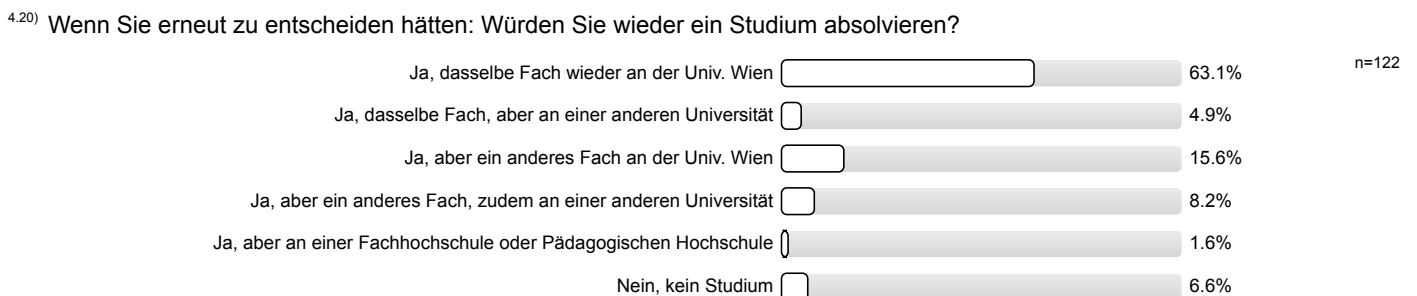 4.20) Wenn Sie erneut zu entscheiden hätten: Würden Sie wieder ein Studium absolvieren?
n=122
Ja, dasselbe Fach wieder an der Univ. Wien 63.1%
Ja, dasselbe Fach, aber an einer anderen Universität 4.9%
Ja, aber ein anderes Fach an der Univ. Wien 15.6%
Ja, aber ein anderes Fach, zudem an einer anderen Universität 8.2%
Ja, aber an einer Fachhochschule oder Pädagogischen Hochschule 1.6%
Nein, kein Studium 6.6%